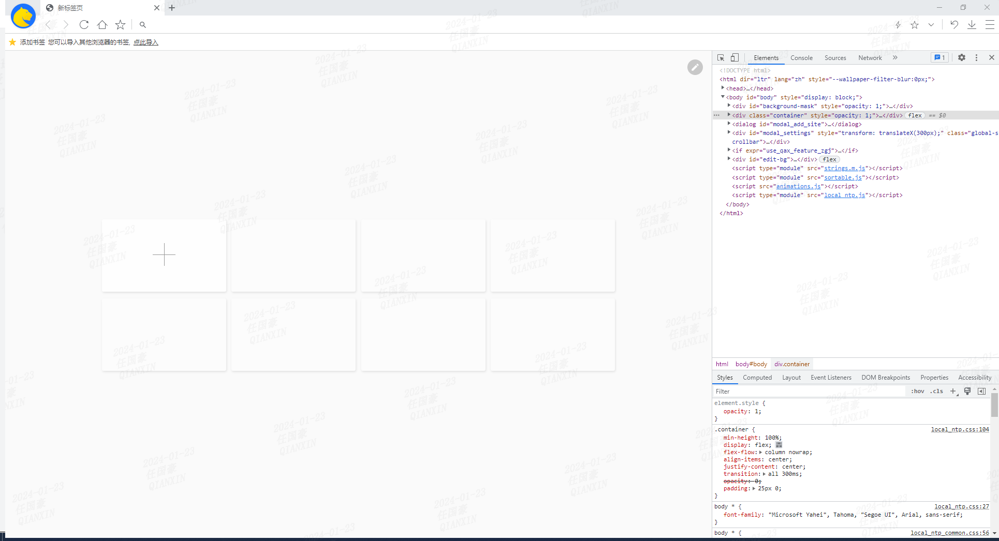 新标签页
添加书签 您可以导入其他浏览器的书签, 点此导入
Elements Console Sources Network » 1
<!DOCTYPE html>
<html dir="ltr" lang="zh" style="--wallpaper-filter-blur:0px;">
<head>…</head>
<body id="body" style="display: block;">
<div id="background-mask" style="opacity: 1;">…</div>
<div class="container" style="opacity: 1;">…</div> flex == $0
<dialog id="modal_add_site">…</dialog>
<div id="modal_settings" style="transform: translateX(300px);" class="global-s
crollbar">…</div>
<if expr="use_qax_feature_zgj">…</if>
<div id="edit-bg">…</div> flex
<script type="module" src="strings.m.js"></script>
<script type="module" src="sortable.js"></script>
<script src="animations.js"></script>
<script type="module" src="local_ntp.js"></script>
</body>
</html>
html body#body div.container
Styles Computed Layout Event Listeners DOM Breakpoints Properties Accessibility
Filter :hov .cls
element.style {
opacity: 1;
}
.container { local_ntp.css:104
min-height: 100%;
display: flex;
flex-flow: column nowrap;
align-items: center;
justify-content: center;
transition: all 300ms;
opacity: 0;
padding: 25px 0;
}
body * { local_ntp.css:27
font-family: "Microsoft Yahei", Tahoma, "Segoe UI", Arial, sans-serif;
}
body * { local_ntp_common.css:56
2024-01-23
任国豪
QIANXIN